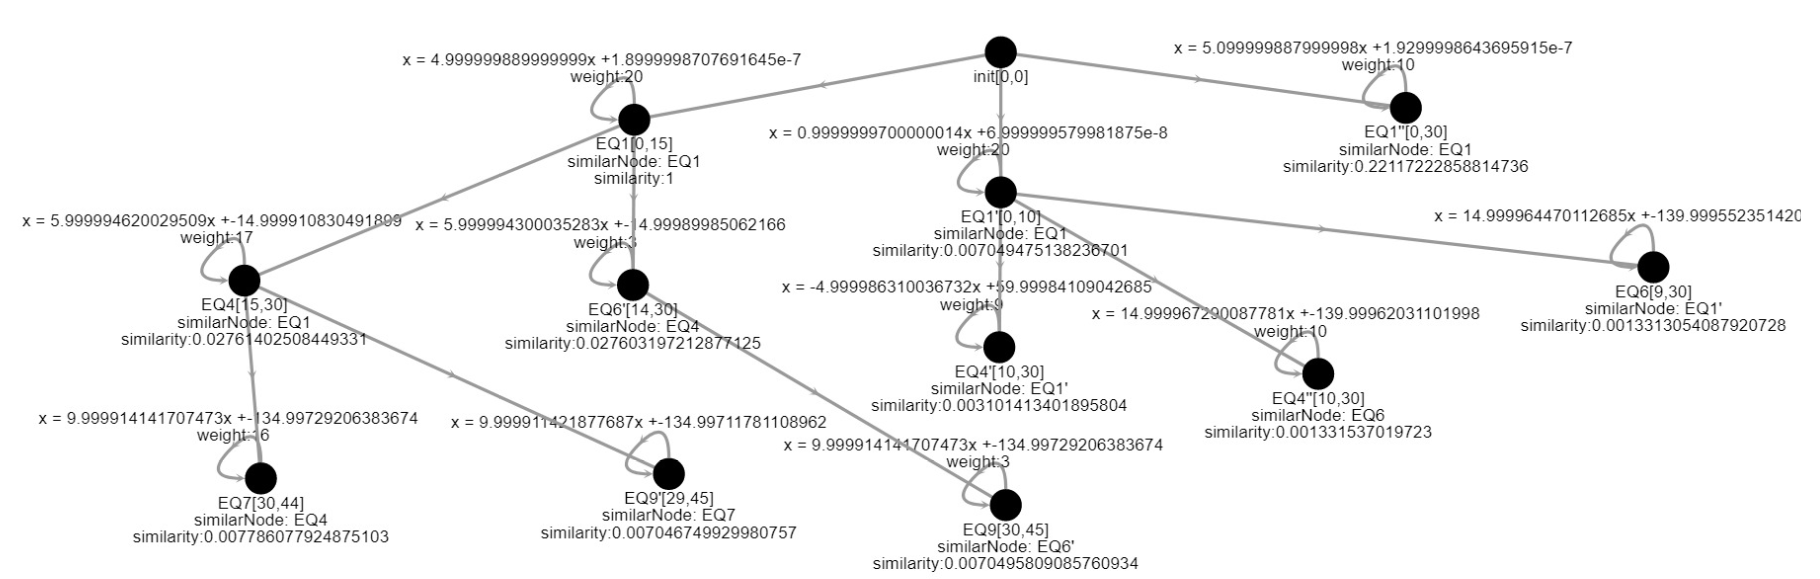 x = 4.999999889999999x +1.8999998707691645e-7
weight:20
init[0,0]
x = 5.099999887999998x +1.9299998643695915e-7
weight:10
EQ1[0,15]
similarNode: EQ1
similarity:1
x = 0.9999999700000014x +6.999999579981875e-8
weight:20
EQ1''[0,30]
similarNode: EQ1
similarity:0.22117222858814736
x = 5.999994620029509x +-14.999910830491809
weight:17
x = 5.999994300035283x +-14.99989985062166
weight:3
EQ1'[0,10]
similarNode: EQ1
similarity:0.007049475138236701
x = 14.999964470112685x +-139.999552351420
EQ4[15,30]
similarNode: EQ1
similarity:0.02761402508449331
EQ6'[14,30]
similarNode: EQ4
similarity:0.027603197212877125
x = -4.999986310036732x +59.99984109042685
weight:9
x = 14.999967290087781x +-139.99962031101998
weight:10
EQ6[9,30]
similarNode: EQ1'
similarity:0.0013313054087920728
EQ4'[10,30]
similarNode: EQ1'
similarity:0.003101413401895804
EQ4''[10,30]
similarNode: EQ6
similarity:0.001331537019723
x = 9.999914141707473x +-134.99729206383674
weight:16
x = 9.999911421877687x +-134.99711781108962
x = 9.999914141707473x +-134.99729206383674
weight:3
EQ7[30,44]
similarNode: EQ4
similarity:0.007786077924875103
EQ9'[29,45]
similarNode: EQ7
similarity:0.007046749929980757
EQ9[30,45]
similarNode: EQ6'
similarity:0.0070495809085760934